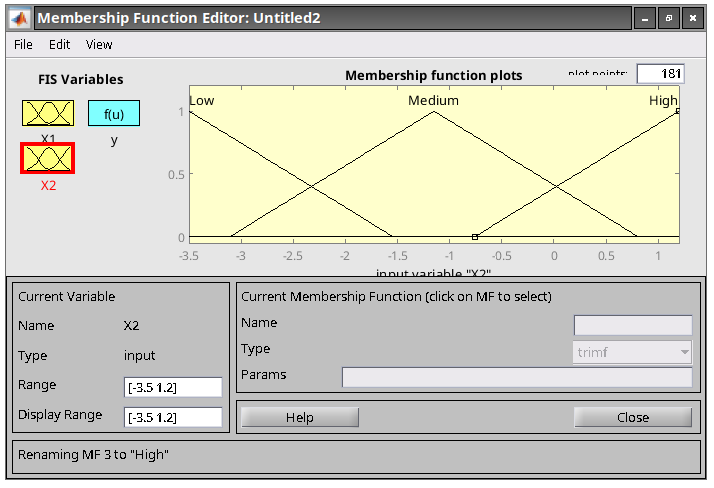 Membership Function Editor: Untitled2
File Edit View
FIS Variables
Membership function plots
plot points: 181
f(u)
X1
y
X2
Low
Medium
High
1
0.5
0
-3.5 -3 -2.5 -2 -1.5 -1 -0.5 0 0.5 1
input variable "X2"
Current Variable
Name X2
Type input
Range [-3.5 1.2]
Display Range [-3.5 1.2]
Current Membership Function (click on MF to select)
Name
Type trimf
Params
Help
Close
Renaming MF 3 to "High"